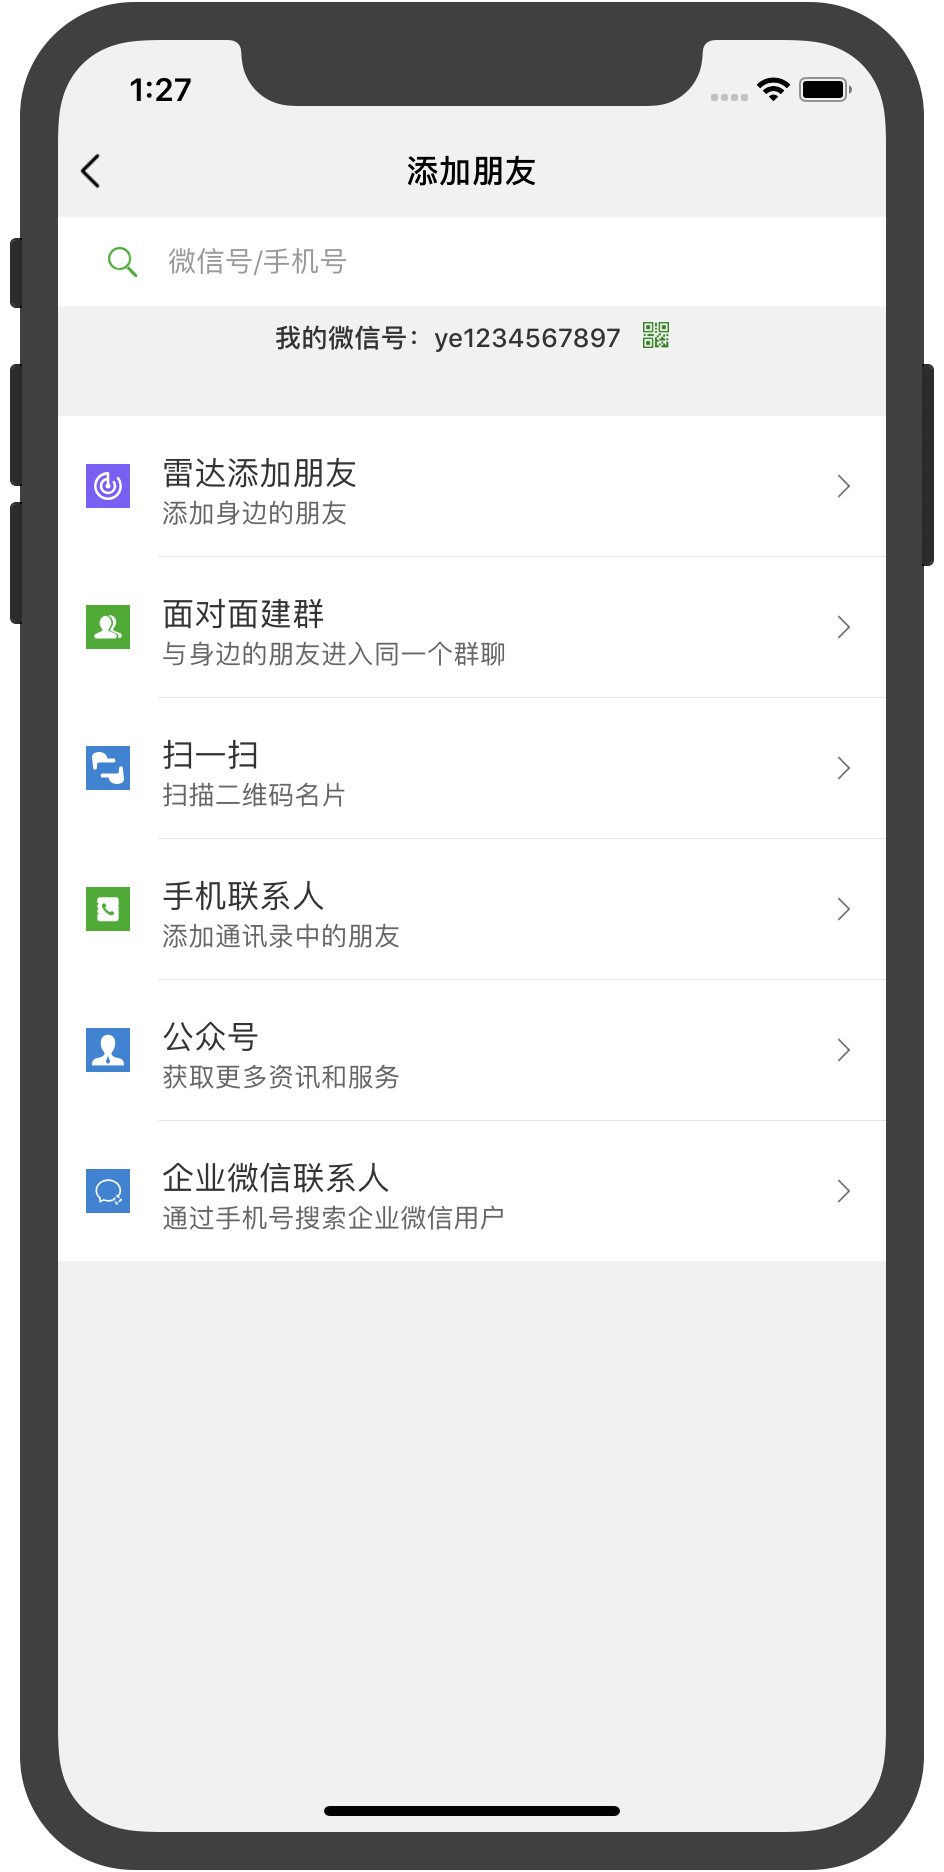 1:27
添加朋友
微信号/手机号
我的微信号：ye1234567897
雷达添加朋友
添加身边的朋友
面对面建群
与身边的朋友进入同一个群聊
扫一扫
扫描二维码名片
手机联系人
添加通讯录中的朋友
公众号
获取更多资讯和服务
企业微信联系人
通过手机号搜索企业微信用户